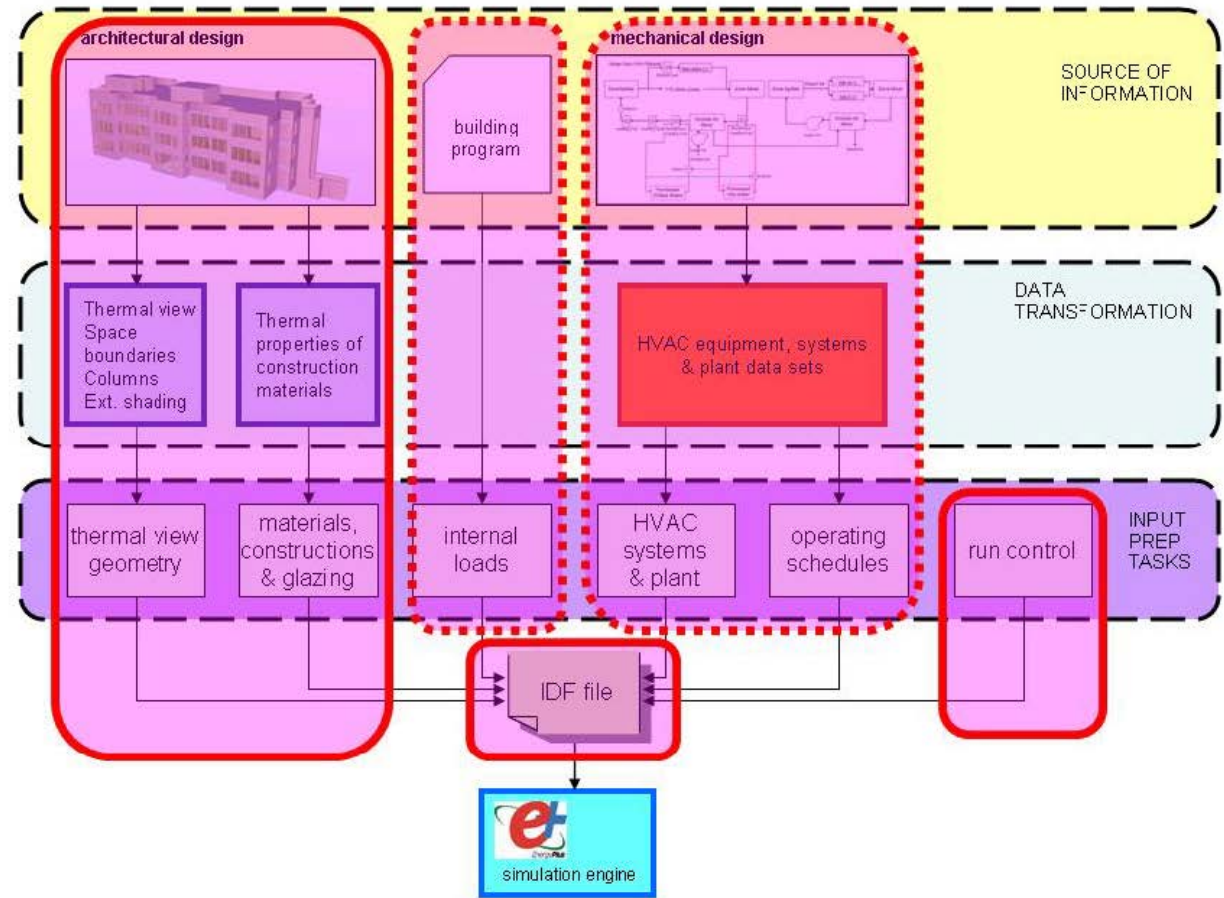 architectural design
mechanical design
SOURCE OF
INFORMATION
building
program
DATA
TRANSFORMATION
Thermal view
Space
boundaries
Columns
Ext. shading
Thermal
properties of
construction
materials
HVAC equipment, systems
& plant data sets
INPUT
PREP
TASKS
thermal view
geometry
materials,
constructions
& glazing
internal
loads
HVAC
systems
& plant
operating
schedules
run control
IDF file
e+
EnergyPlus
simulation engine